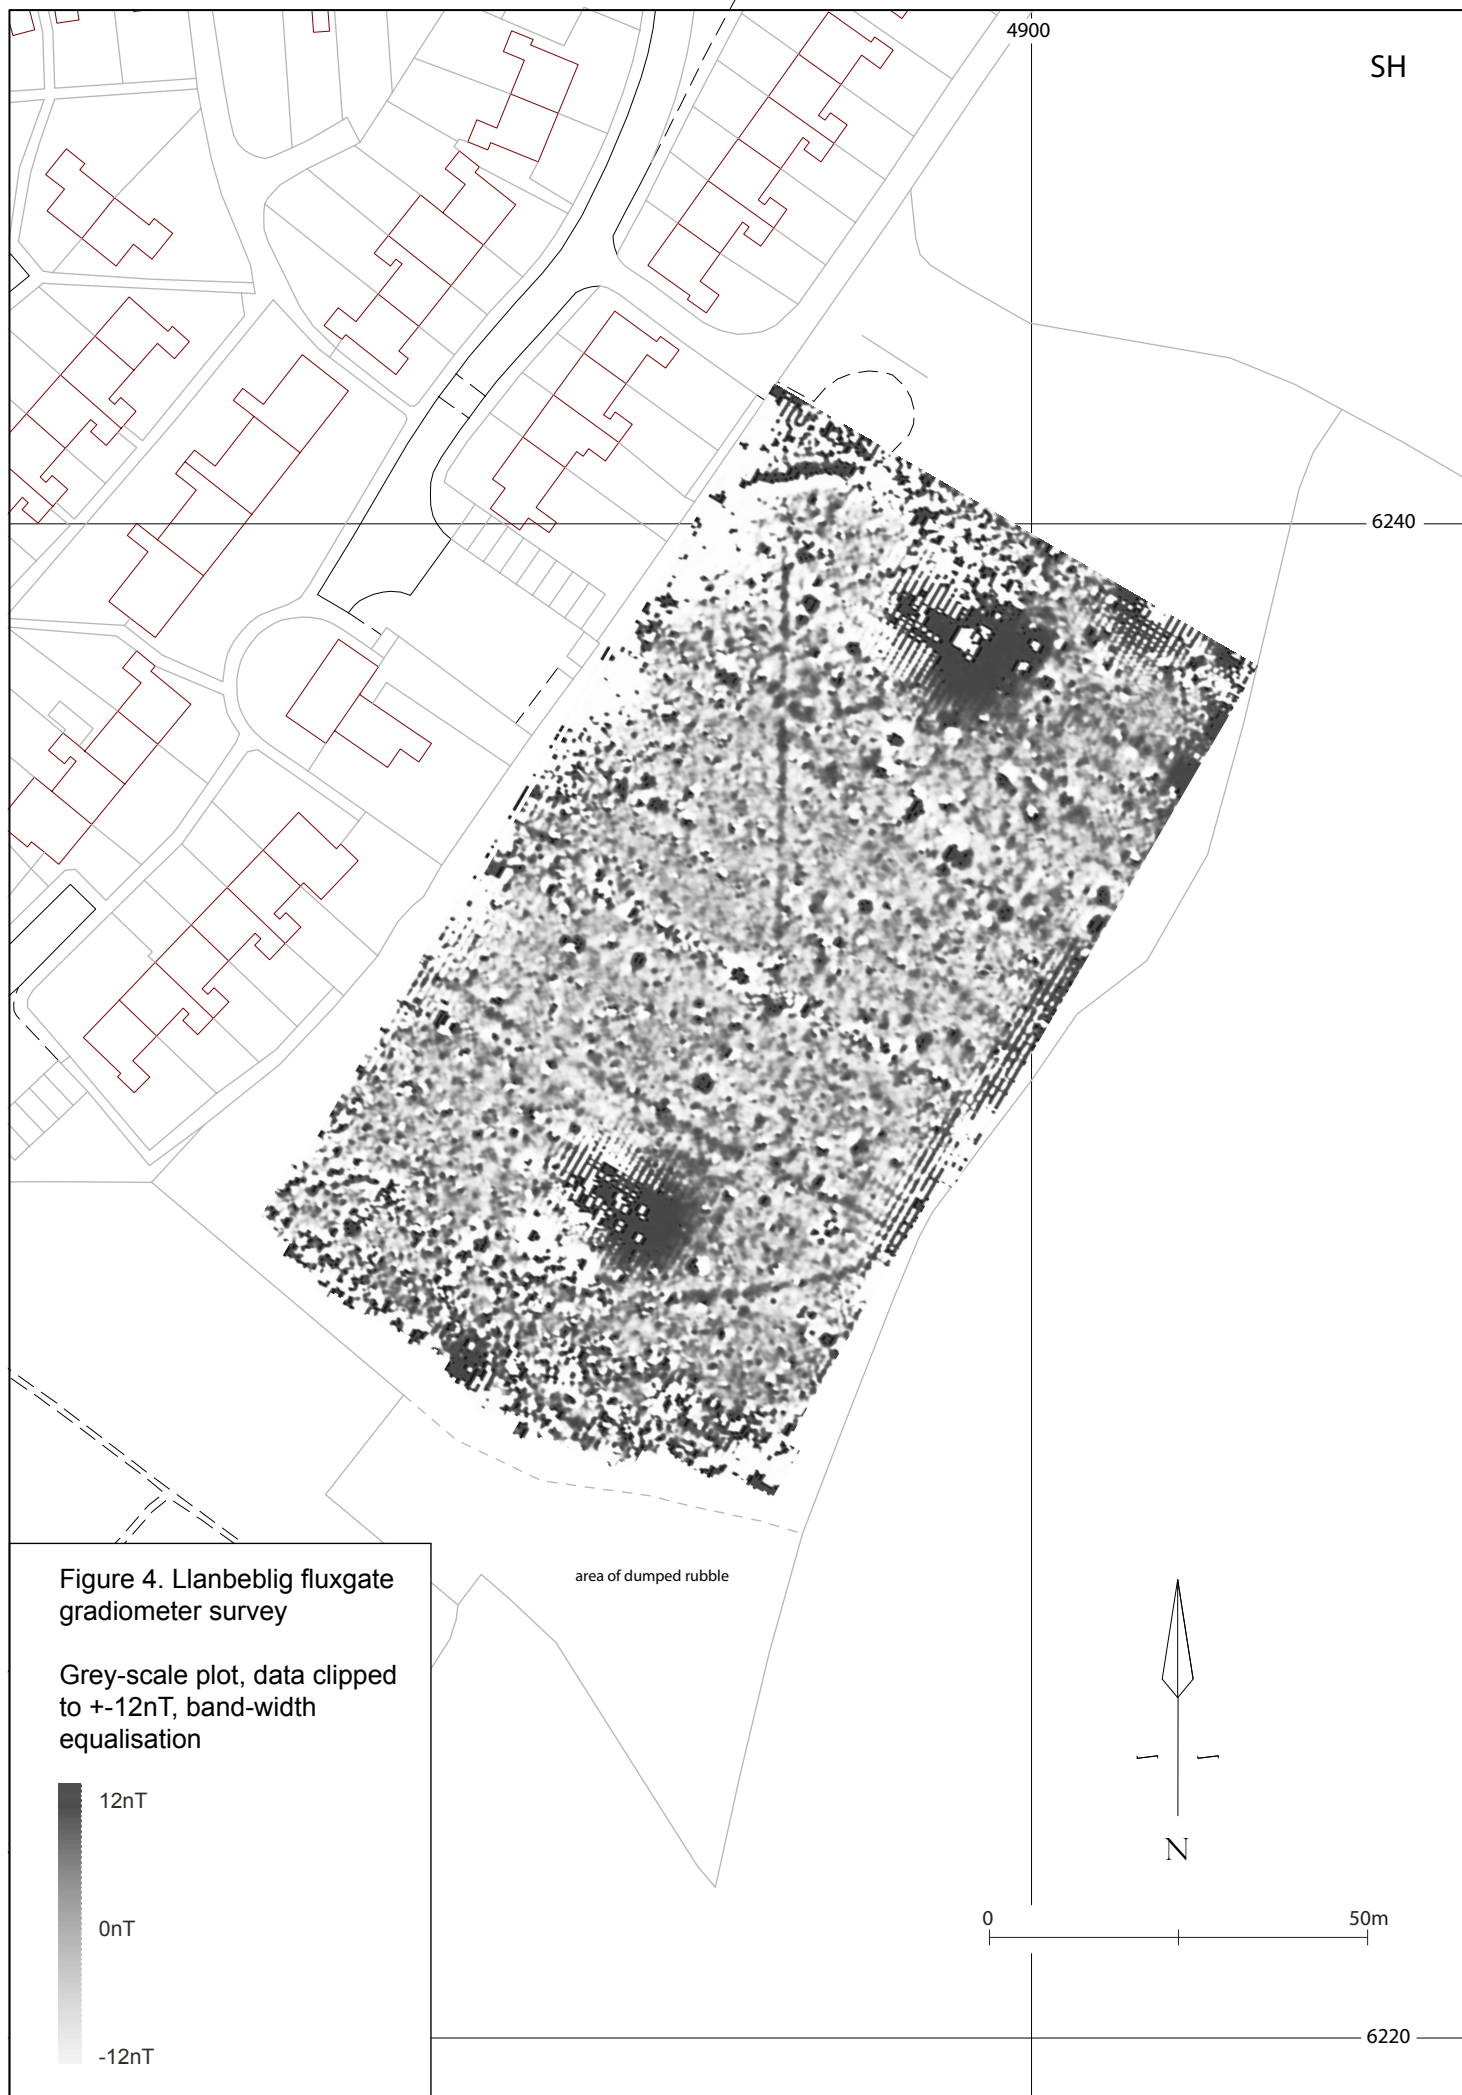 4900
SH
6240
area of dumped rubble
Figure 4. Llanbeblig fluxgate
gradiometer survey
Grey-scale plot, data clipped
to +-12nT, band-width
equalisation
12nT
0nT
-12nT
N
0 50m
6220